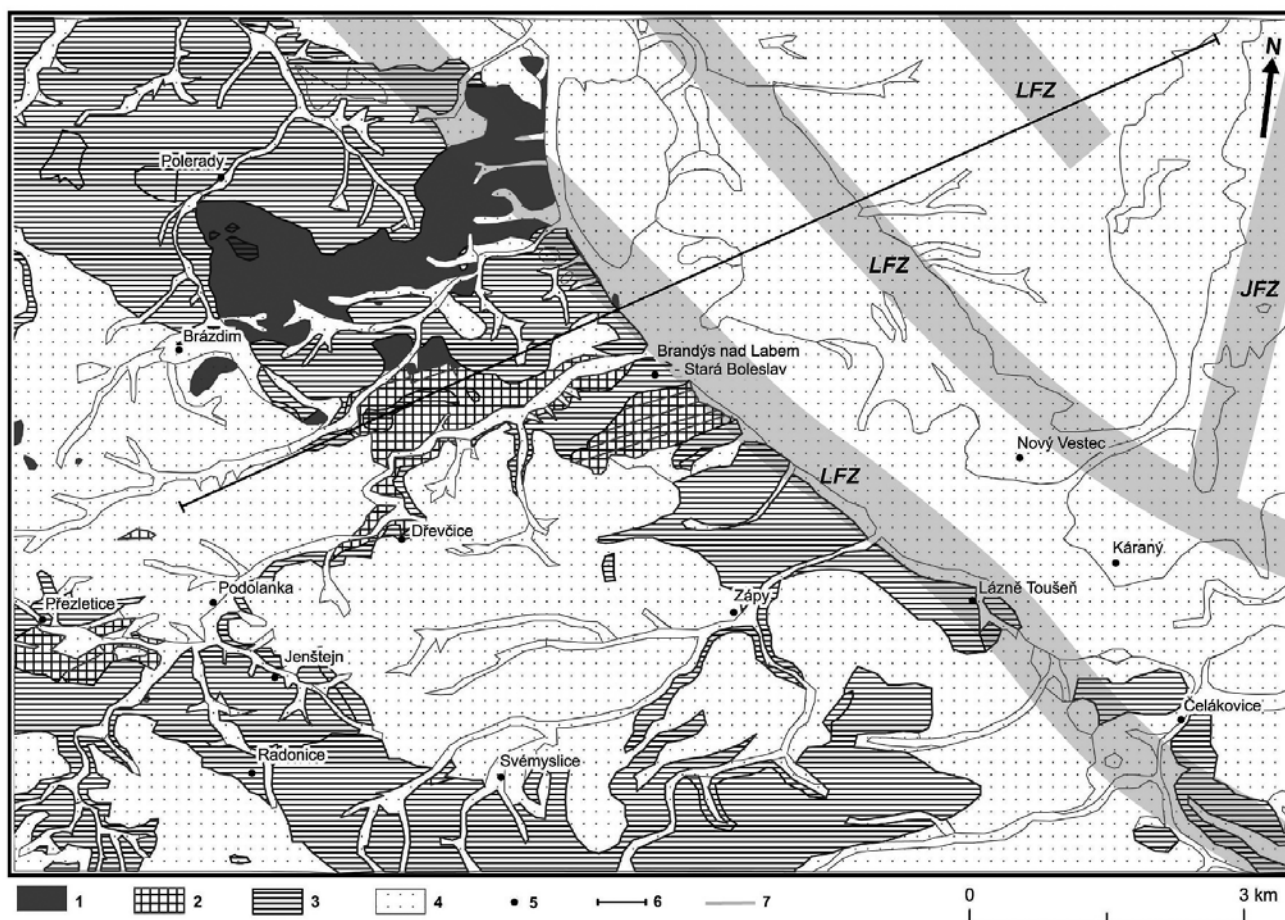 N
LFZ
Polerady
LFZ
JFZ
Brázdim
Brandýs nad Labem
- Stará Boleslav
Nový Vestec
LFZ
Dřevčice
Káraný
Podolanka
Přezletice
Zápy
Lázně Toušeň
Jenštejn
Čelákovice
Radonice
Svémyslice
1 2 3 4 5 6 7
0 3 km